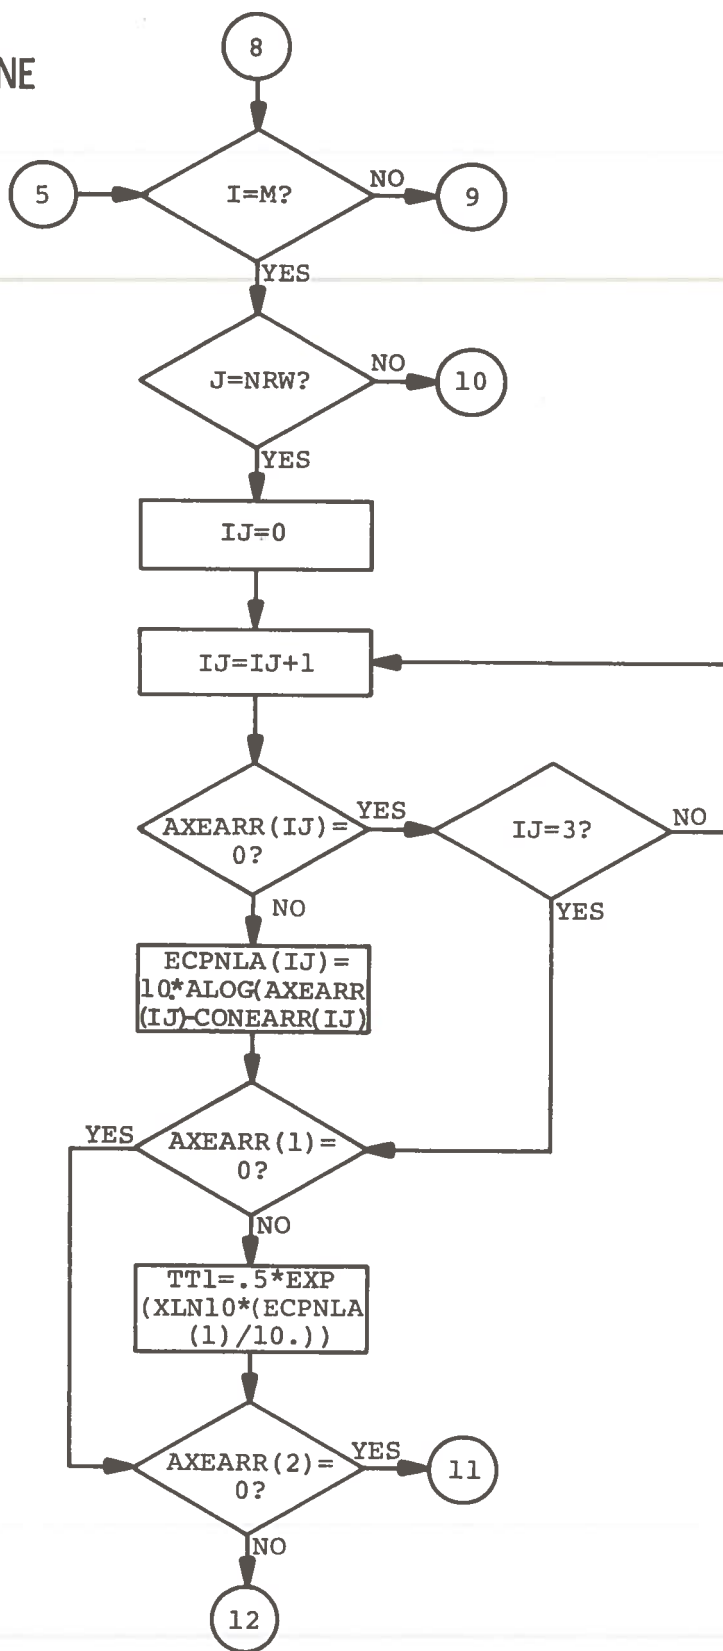 8
NE
5
I=M?
NO
9
YES
J=NRW?
NO
10
YES
IJ=0
IJ=IJ+1
AXEARR(IJ)=
0?
YES
IJ=3?
NO
NO
YES
ECPNLA(IJ)=
10.*ALOG(AXEARR
(IJ)-CONEARR(IJ)
YES
AXEARR(1)=
0?
NO
TT1=.5*EXP
(XLN10*(ECPNLA
(1)/10.))
AXEARR(2)=
0?
YES
11
NO
12